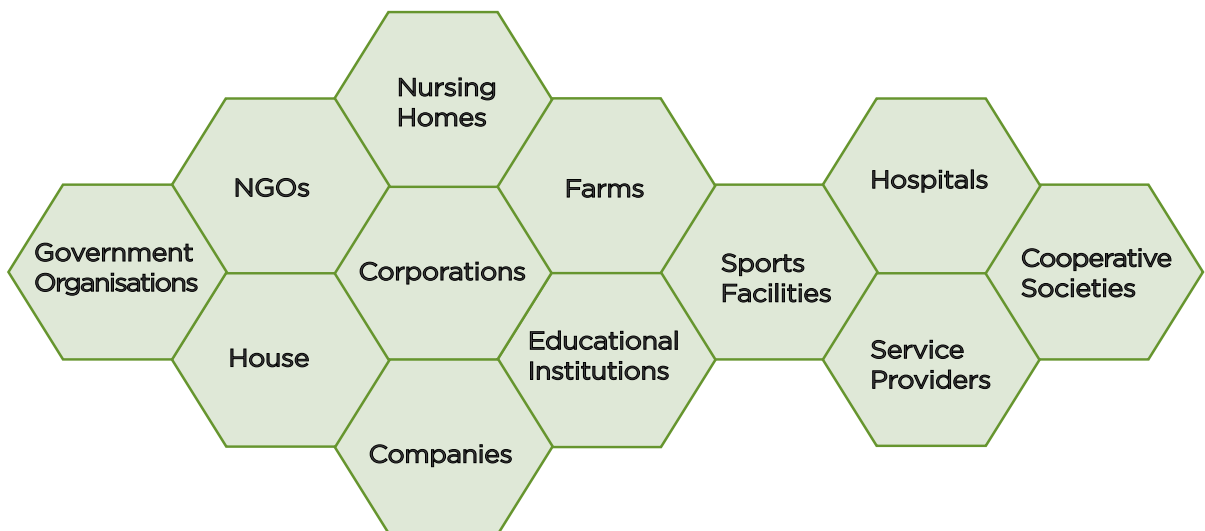 Nursing
Homes
NGOs
Farms
Hospitals
Government
Organisations
Corporations
Sports
Facilities
Cooperative
Societies
House
Educational
Institutions
Service
Providers
Companies